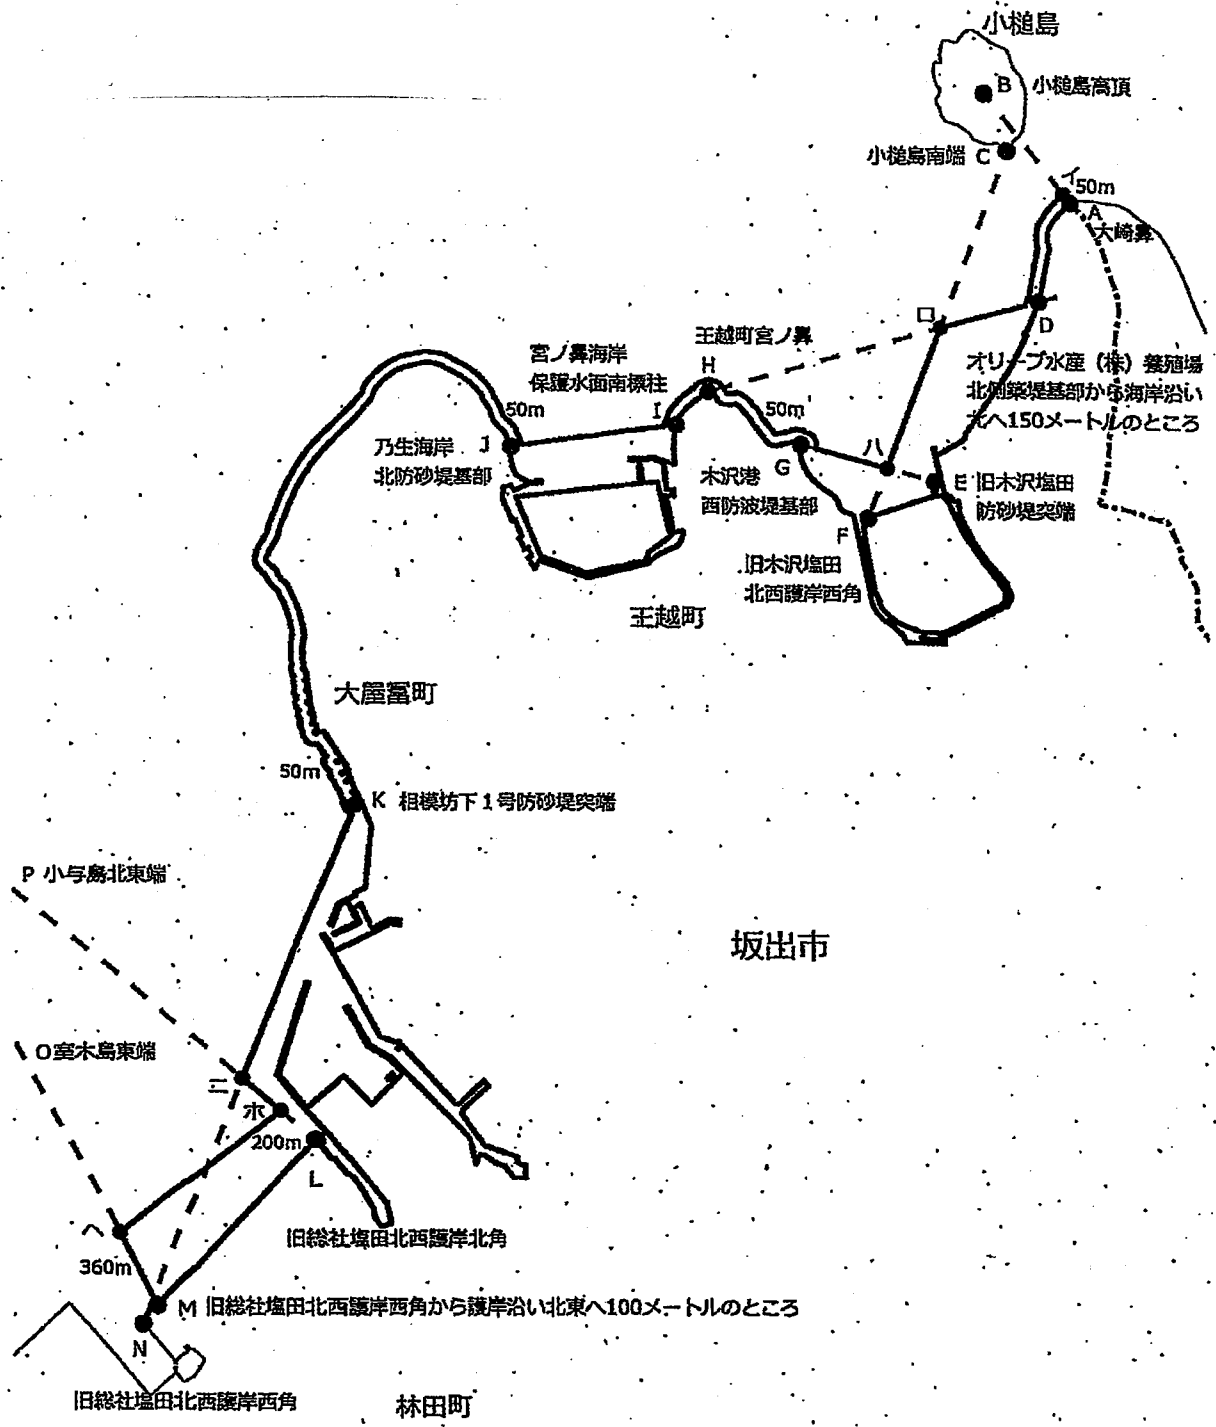 小槌島
B 小槌島高頂
小槌島南端 C
イ
50m
A
大崎鼻
ロ
D
王越町宮ノ鼻
H
宮ノ鼻海岸
保護水面南標柱
オリーブ水産（株）養殖場
北側築堤基部から海岸沿い
北へ150メートルのところ
50m
I
50m
J
乃生海岸
北防砂堤基部
G
ハ
木沢港
西防波堤基部
E 旧木沢塩田
防砂堤突端
F
旧木沢塩田
北西護岸西角
王越町
大屋冨町
50m
K 相模坊下１号防砂堤突端
P 小与島北東端
坂出市
O室木島東端
ニ
ホ
200m
L
旧総社塩田北西護岸北角
ヘ
360m
M 旧総社塩田北西護岸西角から護岸沿い北東へ100メートルのところ
N
旧総社塩田北西護岸西角
林田町